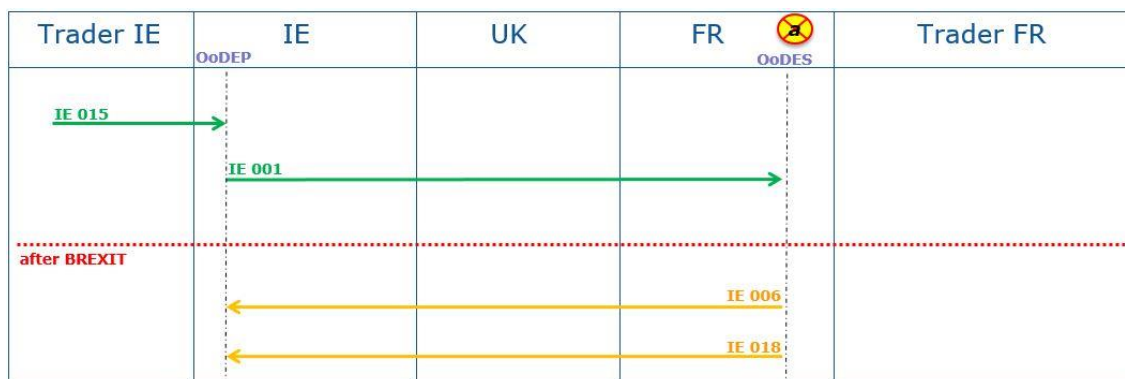 Trader IE IE UK FR a Trader FR
OoDEP OoDES
IE 015
IE 001
after BREXIT
IE 006
IE 018